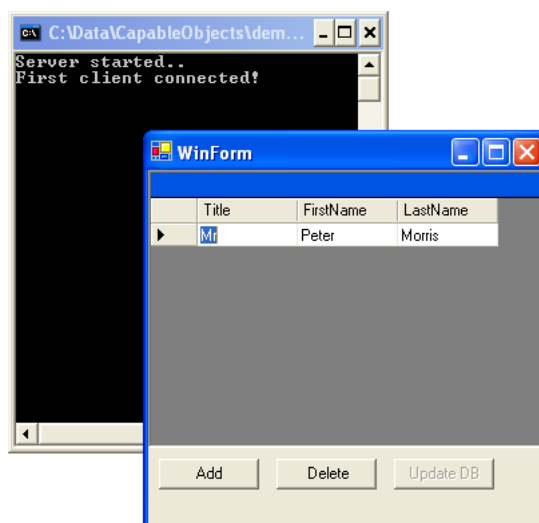 C:\Data\CapableObjects\dem...
Server started..
First client connected!
WinForm
Title FirstName LastName
Mr Peter Morris
Add Delete Update DB